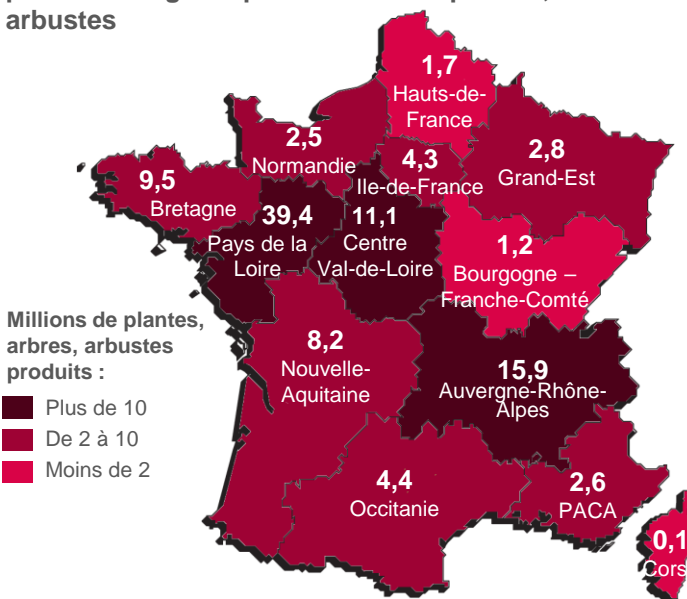 arbustes
1,7
Hauts-de-
France
2,5
Normandie
4,3
Ile-de-France
2,8
Grand-Est
9,5
Bretagne
39,4
Pays de la
Loire
11,1
Centre
Val-de-Loire
1,2
Bourgogne –
Franche-Comté
Millions de plantes,
arbres, arbustes
produits :
Plus de 10
De 2 à 10
Moins de 2
8,2
Nouvelle-
Aquitaine
15,9
Auvergne-Rhône-
Alpes
4,4
Occitanie
2,6
PACA
0,1
Cors